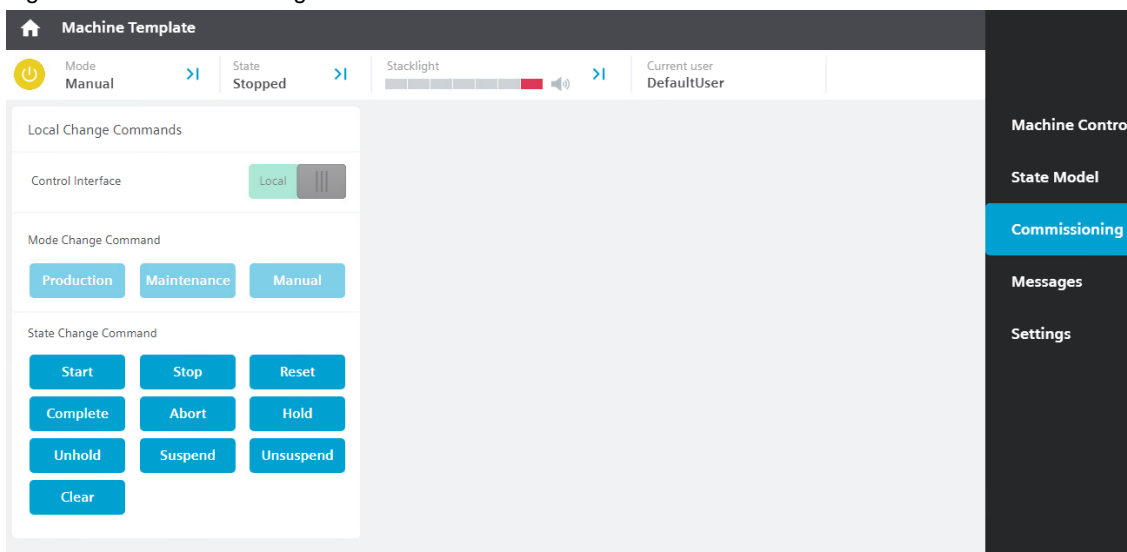 Machine Template
Mode
Manual
State
Stopped
Stacklight
Current user
DefaultUser
Local Change Commands
Control Interface
Local
Mode Change Command
Production Maintenance Manual
State Change Command
Start Stop Reset
Complete Abort Hold
Unhold Suspend Unsuspend
Clear
Machine Contro
State Model
Commissioning
Messages
Settings